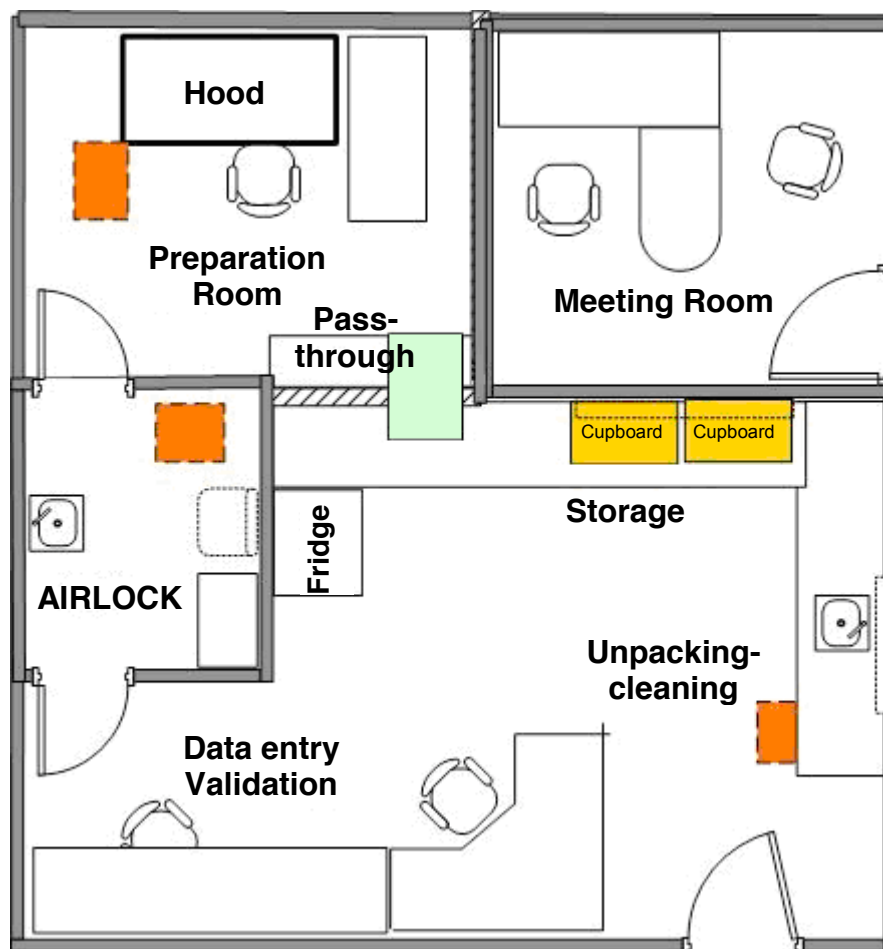 Hood
Preparation
Room
Pass-
through
Meeting Room
Cupboard
Cupboard
Storage
Fridge
AIRLOCK
Unpacking-
cleaning
Data entry
Validation